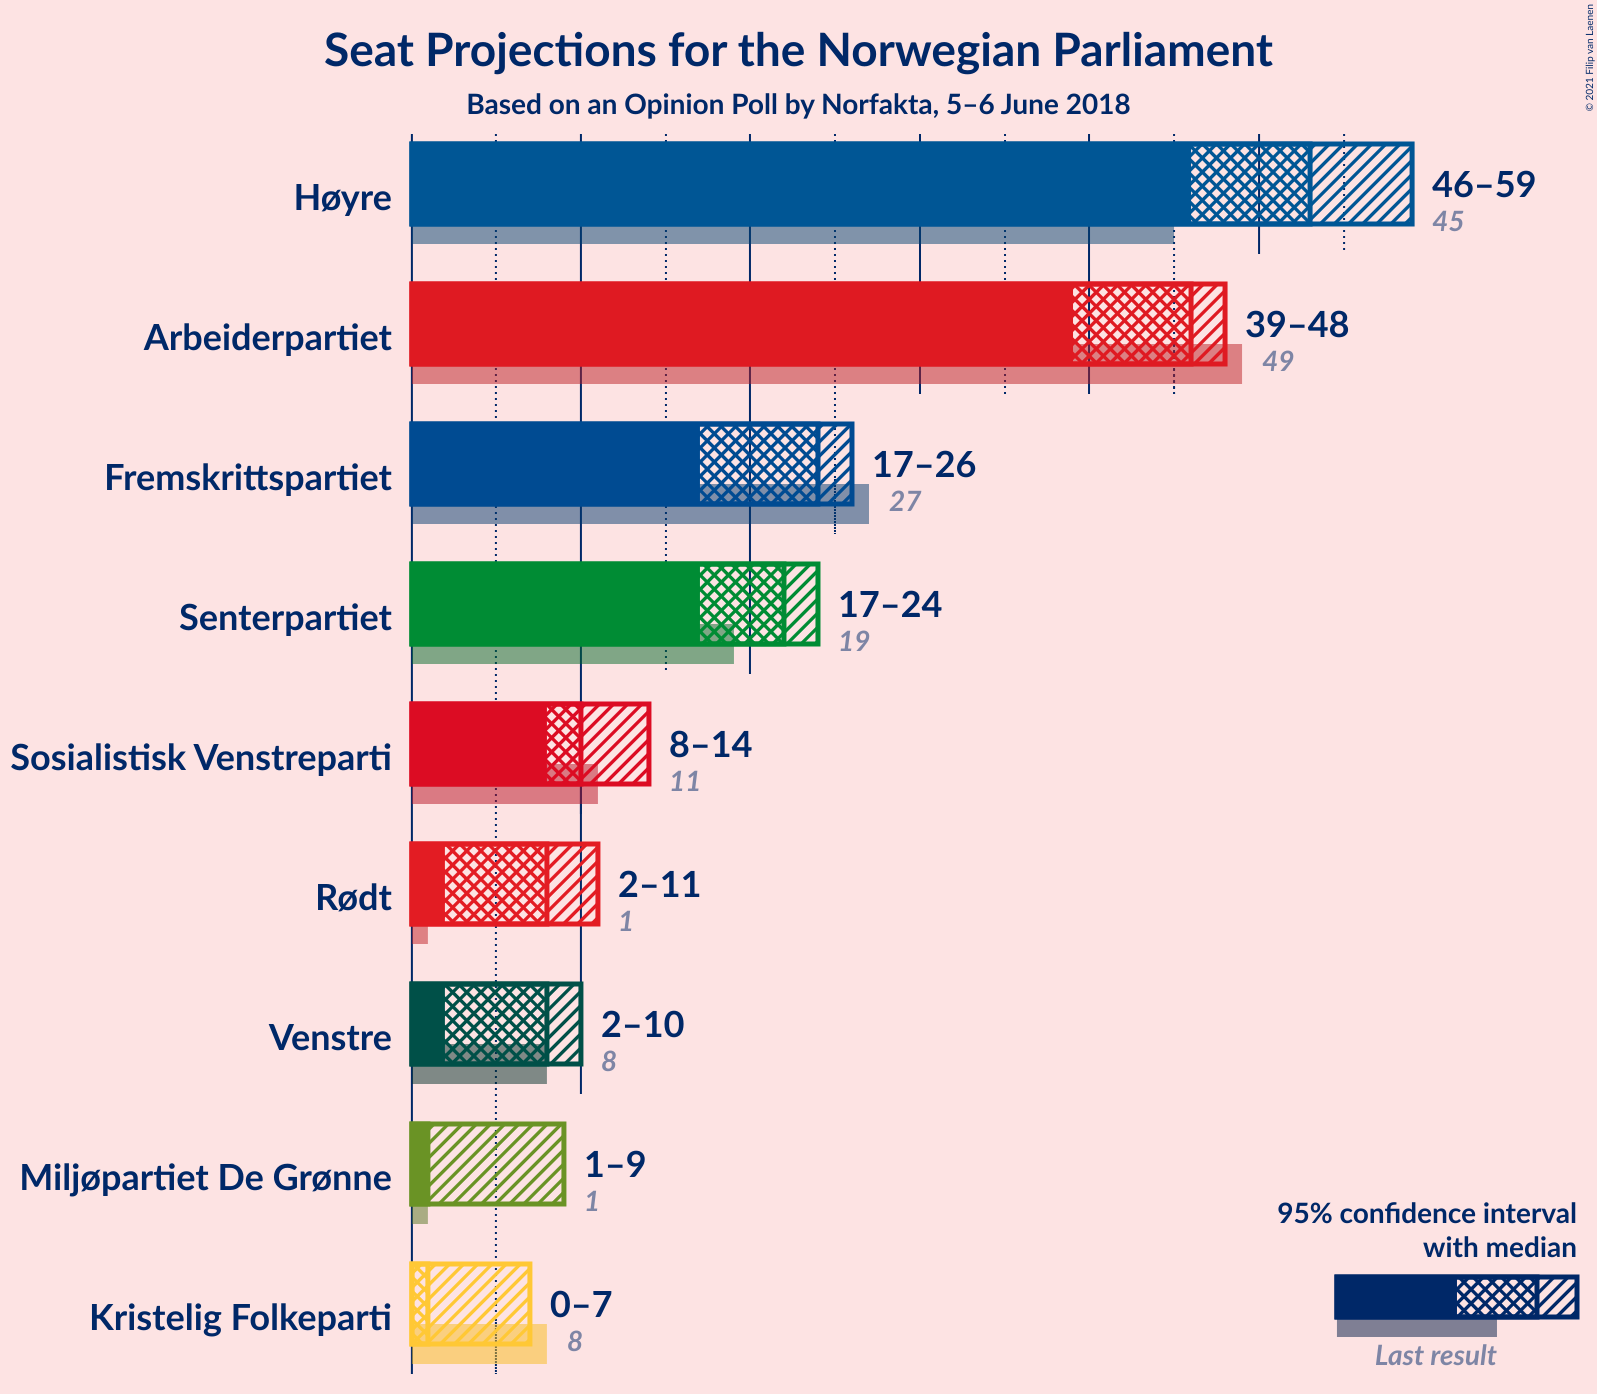 Seat Projections for the Norwegian Parliament
Based on an Opinion Poll by Norfakta, 5–6 June 2018
© 2021 Filip van Laenen
Høyre
46–59
45
Arbeiderpartiet
39–48
49
Fremskrittspartiet
17–26
27
Senterpartiet
17–24
19
Sosialistisk Venstreparti
8–14
11
Rødt
2–11
1
Venstre
2–10
8
Miljøpartiet De Grønne
1–9
1
Kristelig Folkeparti
0–7
8
95% confidence interval
with median
Last result